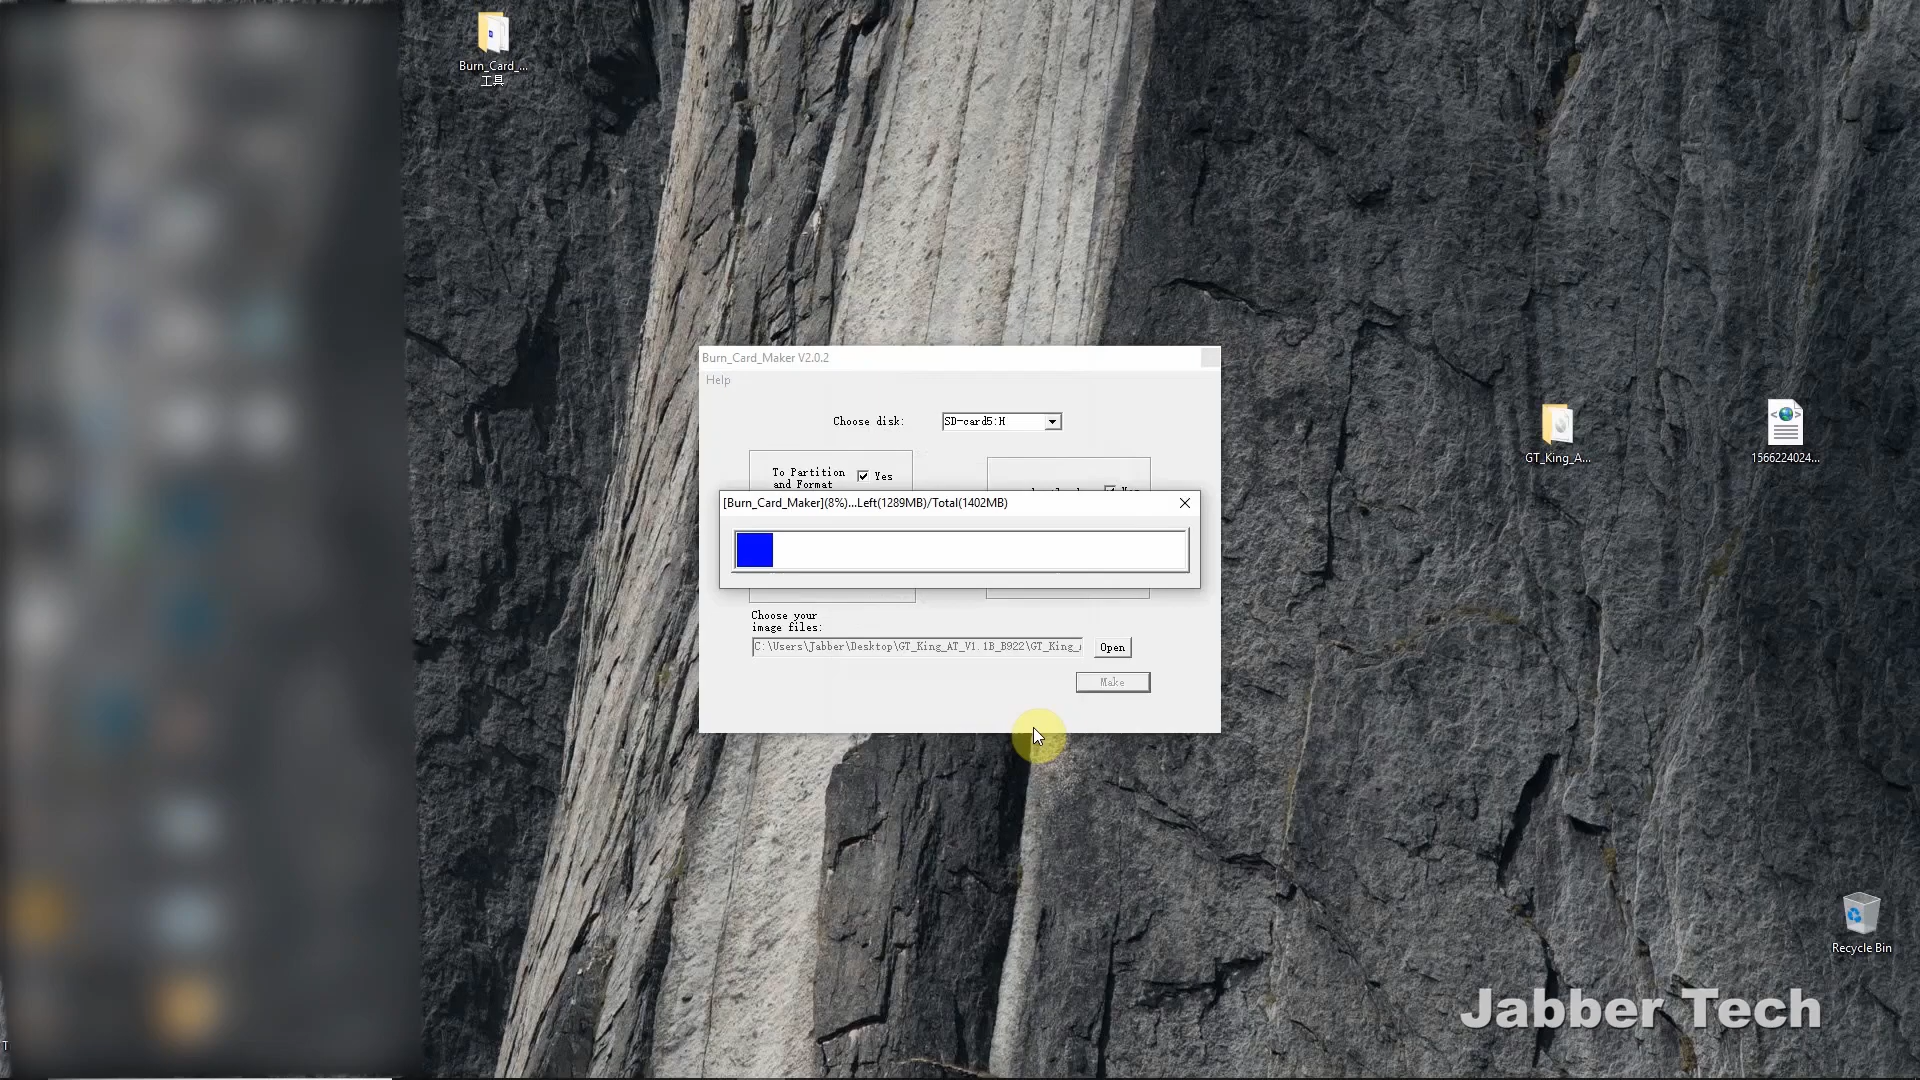 Burn_Card_...
工具
Burn_Card_Maker V2.0.2
Help
Choose disk:
SD-card5:H
To Partition
and Format
Yes
[Burn_Card_Maker](8%)...Left(1289MB)/Total(1402MB)
Choose your
image files:
C:\Users\Jabber\Desktop\GT_King_AT_V1.1B_B922\GT_King_
Open
Make
GT_King_A...
1566224024...
Recycle Bin
Jabber Tech
T